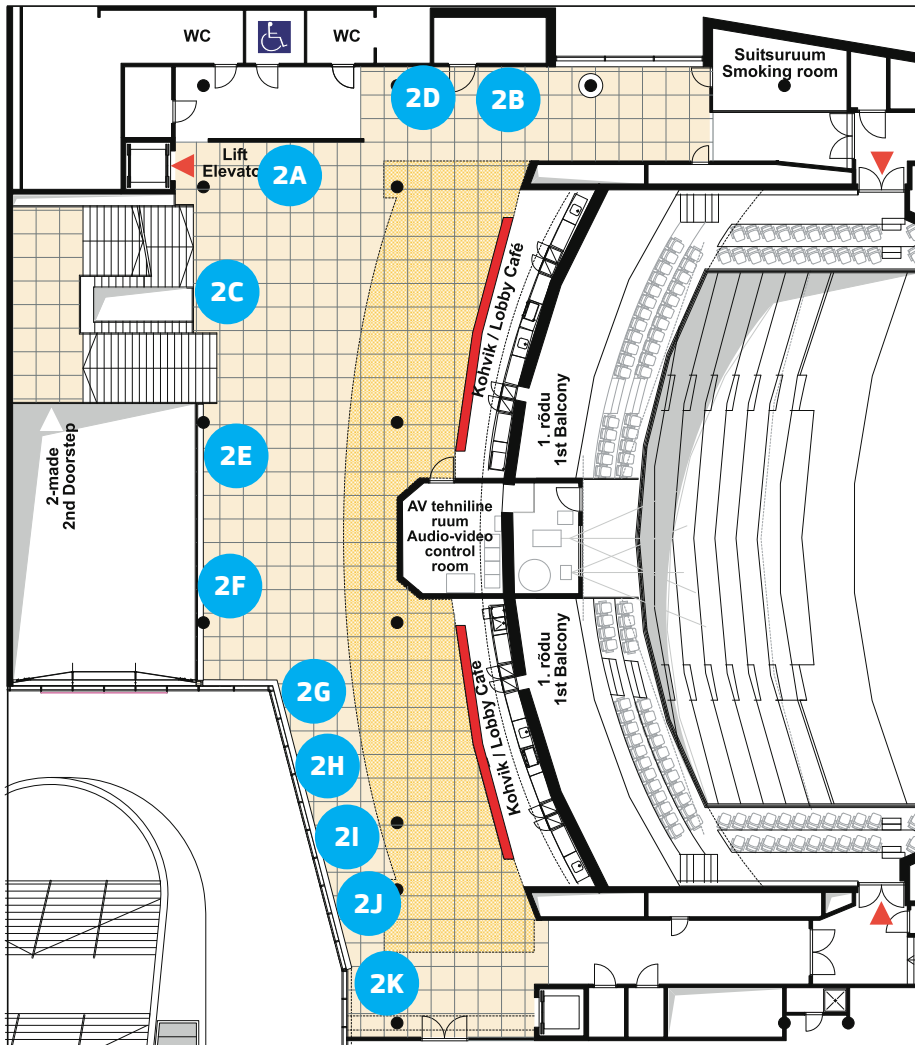 WC
WC
Suitsuruum
Smoking room
2D
2B
Lift
Elevato
2A
2C
Kohvik / Lobby Café
1. rõdu
1st Balcony
2E
2-made
2nd Doorstep
AV tehniline
ruum
Audio-video
control
room
2F
1. rõdu
1st Balcony
2G
Kohvik / Lobby Café
2H
2I
2J
2K